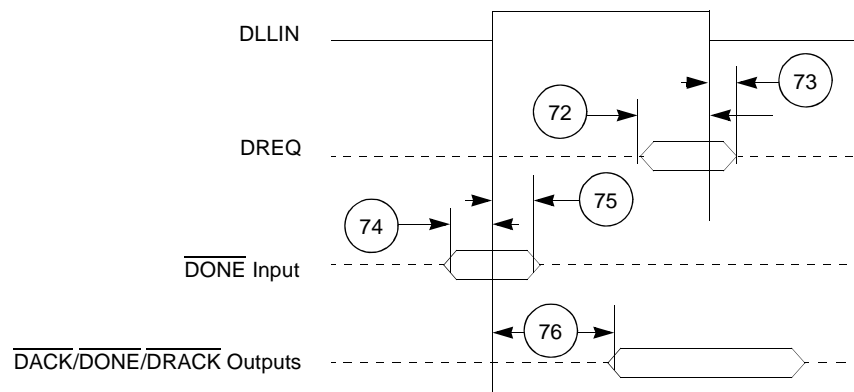 DLLIN
73
72
DREQ
75
74
DONE Input
76
DACK/DONE/DRACK Outputs